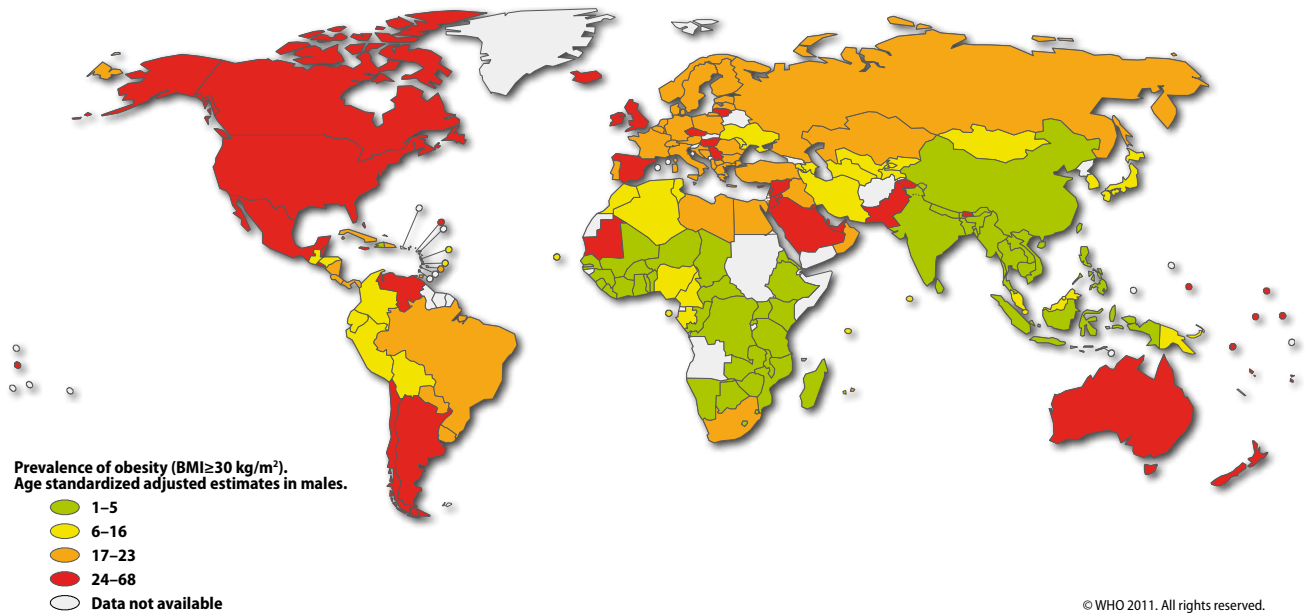 Prevalence of obesity (BMI≥30 kg/m²).
Age standardized adjusted estimates in males.
1–5
6–16
17–23
24–68
Data not available
© WHO 2011. All rights reserved.